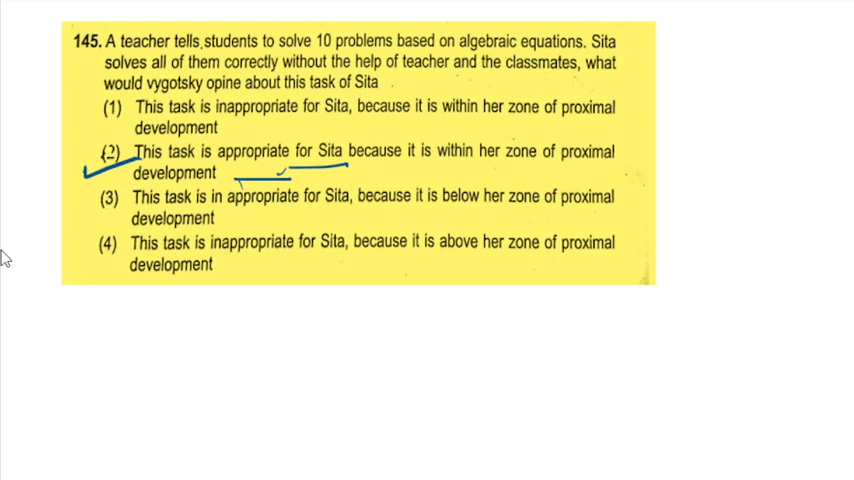 145. A teacher tells students to solve 10 problems based on algebraic equations. Sita
solves all of them correctly without the help of teacher and the classmates, what
would vygotsky opine about this task of Sita
(1) This task is inappropriate for Sita, because it is within her zone of proximal
development
(2) This task is appropriate for Sita because it is within her zone of proximal
development
(3) This task is in appropriate for Sita, because it is below her zone of proximal
development
(4) This task is inappropriate for Sita, because it is above her zone of proximal
development